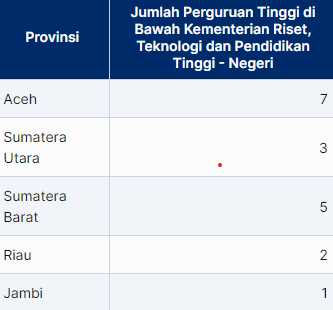 Provinsi
Jumlah Perguruan Tinggi di
Bawah Kementerian Riset,
Teknologi dan Pendidikan
Tinggi - Negeri
Aceh 7
Sumatera
Utara 3
Sumatera
Barat 5
Riau 2
Jambi 1